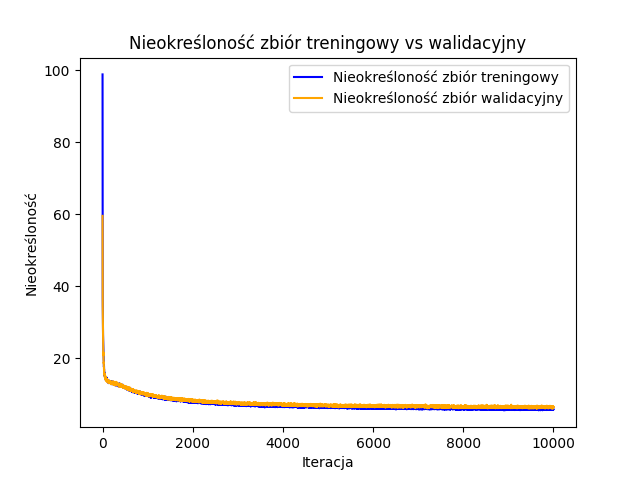 Nieokreśloność zbiór treningowy vs walidacyjny
100
80
60
40
20
Nieokreśloność
Nieokreśloność zbiór treningowy
Nieokreśloność zbiór walidacyjny
0 2000 4000 6000 8000 10000
Iteracja